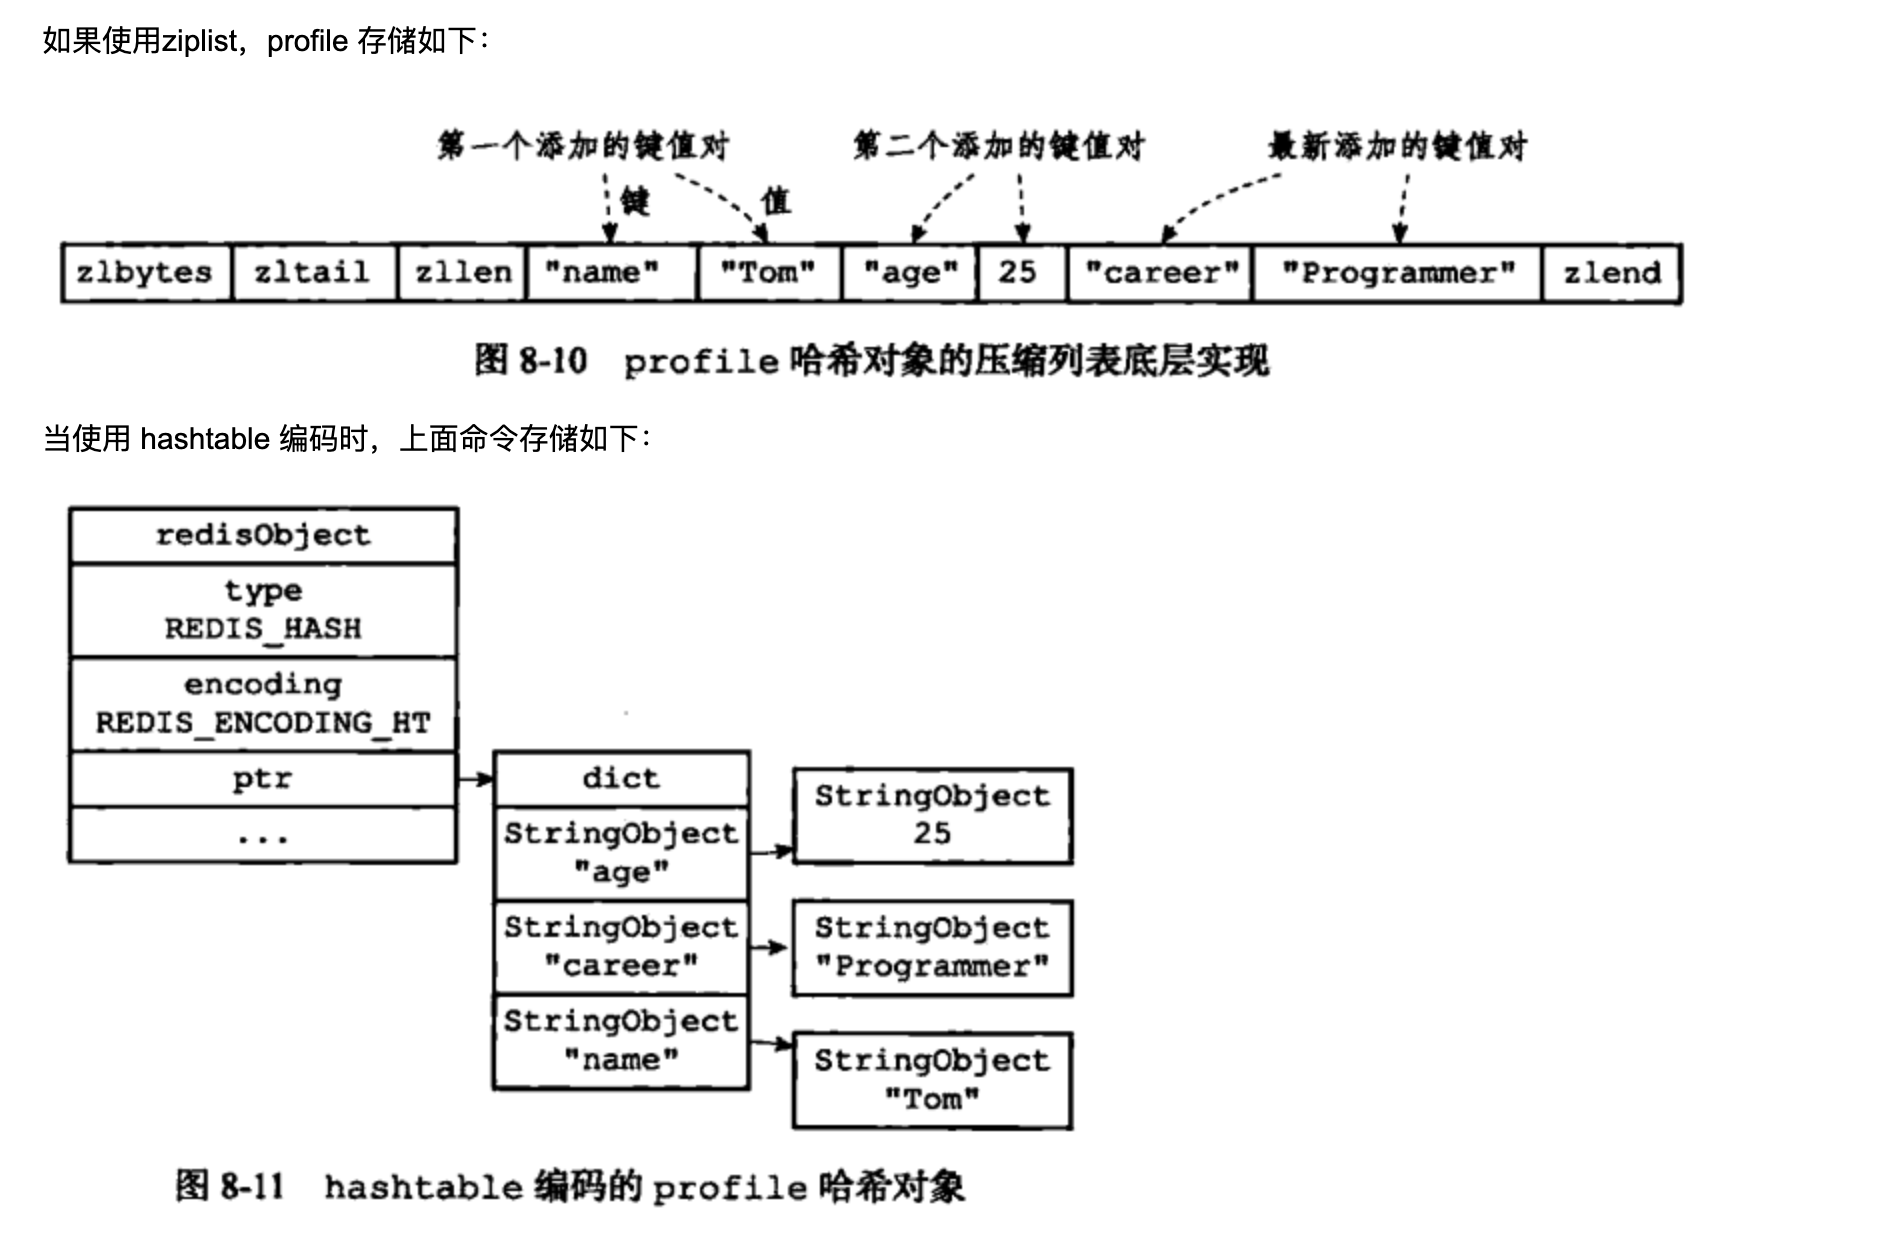 如果使用ziplist，profile 存储如下：
第一个添加的键值对 第二个添加的键值对 最新添加的键值对
键 值
zlbytes zltail zllen "name" "Tom" "age" 25 "career" "Programmer" zlend
图 8-10 profile 哈希对象的压缩列表底层实现
当使用 hashtable 编码时，上面命令存储如下：
redisObject
type
REDIS_HASH
encoding
REDIS_ENCODING_HT
ptr
...
dict
StringObject
"age"
StringObject
"career"
StringObject
"name"
StringObject
25
StringObject
"Programmer"
StringObject
"Tom"
图 8-11 hashtable 编码的 profile 哈希对象